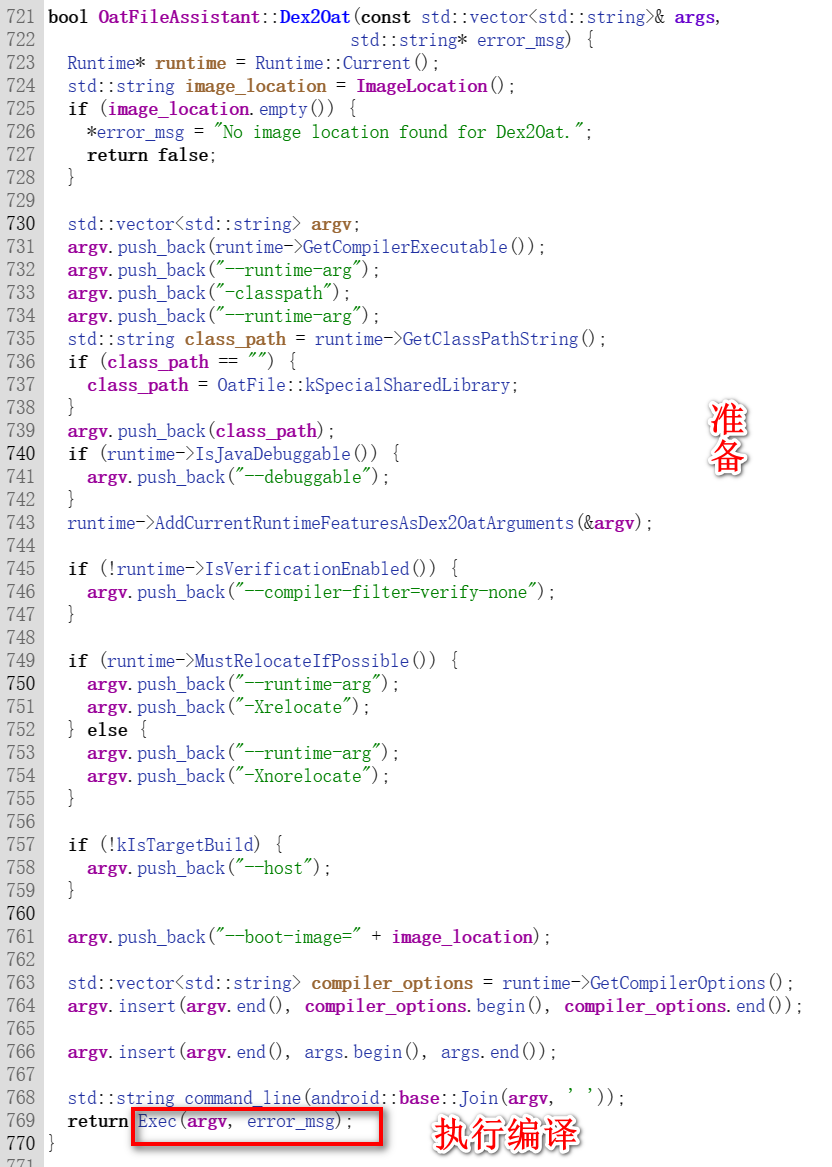 721 bool OatFileAssistant::Dex2Oat(const std::vector<std::string>& args,
722                                std::string* error_msg) {
723   Runtime* runtime = Runtime::Current();
724   std::string image_location = ImageLocation();
725   if (image_location.empty()) {
726     *error_msg = "No image location found for Dex2Oat.";
727     return false;
728   }
729
730   std::vector<std::string> argv;
731   argv.push_back(runtime->GetCompilerExecutable());
732   argv.push_back("--runtime-arg");
733   argv.push_back("-classpath");
734   argv.push_back("--runtime-arg");
735   std::string class_path = runtime->GetClassPathString();
736   if (class_path == "") {
737     class_path = OatFile::kSpecialSharedLibrary;
738   }
739   argv.push_back(class_path);
740   if (runtime->IsJavaDebuggable()) {
741     argv.push_back("--debuggable");
742   }
743   runtime->AddCurrentRuntimeFeaturesAsDex2OatArguments(&argv);
744
745   if (!runtime->IsVerificationEnabled()) {
746     argv.push_back("--compiler-filter=verify-none");
747   }
748
749   if (runtime->MustRelocateIfPossible()) {
750     argv.push_back("--runtime-arg");
751     argv.push_back("-Xrelocate");
752   } else {
753     argv.push_back("--runtime-arg");
754     argv.push_back("-Xnorelocate");
755   }
756
757   if (!kIsTargetBuild) {
758     argv.push_back("--host");
759   }
760
761   argv.push_back("--boot-image=" + image_location);
762
763   std::vector<std::string> compiler_options = runtime->GetCompilerOptions();
764   argv.insert(argv.end(), compiler_options.begin(), compiler_options.end());
765
766   argv.insert(argv.end(), args.begin(), args.end());
767
768   std::string command_line(android::base::Join(argv, ' '));
769   return Exec(argv, error_msg);
770 }
771
准备
执行编译